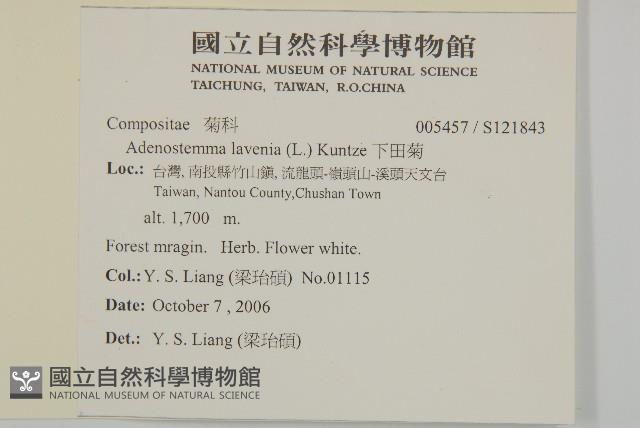 國立自然科學博物館
NATIONAL MUSEUM OF NATURAL SCIENCE
TAICHUNG, TAIWAN, R.O.CHINA
Compositae 菊科 005457 / S121843
Adenostemma lavenia (L.) Kuntze 下田菊
Loc.: 台灣, 南投縣竹山鎮, 流龍頭-嶺頭山-溪頭天文台
Taiwan, Nantou County,Chushan Town
alt. 1,700 m.
Forest mragin. Herb. Flower white.
Col.: Y. S. Liang (梁珆碩) No.01115
Date: October 7 , 2006
Det.: Y. S. Liang (梁珆碩)
國立自然科學博物館
NATIONAL MUSEUM OF NATURAL SCIENCE